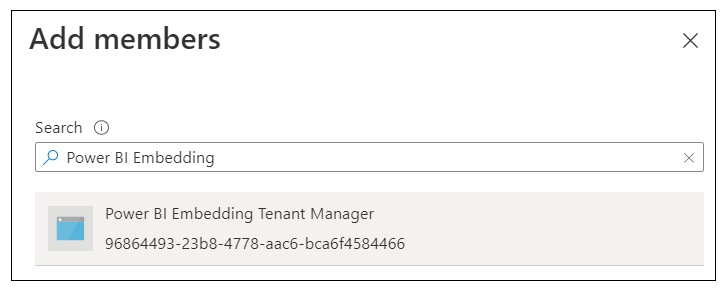 Add members
Search
Power BI Embedding
Power BI Embedding Tenant Manager
96864493-23b8-4778-aac6-bca6f4584466